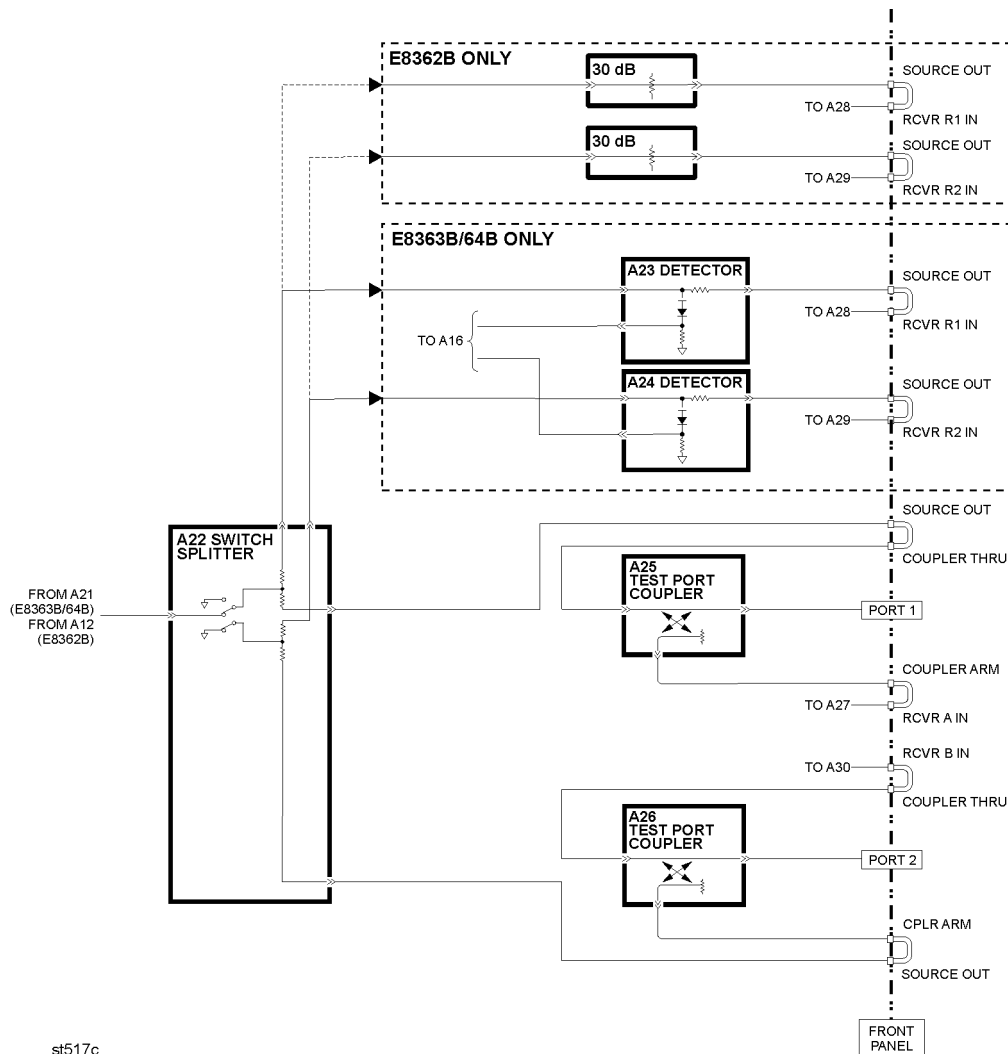 E8362B ONLY
30 dB
SOURCE OUT
TO A28
RCVR R1 IN
30 dB
SOURCE OUT
TO A29
RCVR R2 IN
E8363B/64B ONLY
A23 DETECTOR
SOURCE OUT
TO A28
RCVR R1 IN
TO A16
A24 DETECTOR
SOURCE OUT
TO A29
RCVR R2 IN
SOURCE OUT
COUPLER THRU
A22 SWITCH
SPLITTER
A25
TEST PORT
COUPLER
FROM A21
(E8363B/64B)
FROM A12
(E8362B)
PORT 1
COUPLER ARM
TO A27
RCVR A IN
RCVR B IN
TO A30
COUPLER THRU
A26
TEST PORT
COUPLER
PORT 2
CPLR ARM
SOURCE OUT
FRONT
PANEL
st517c